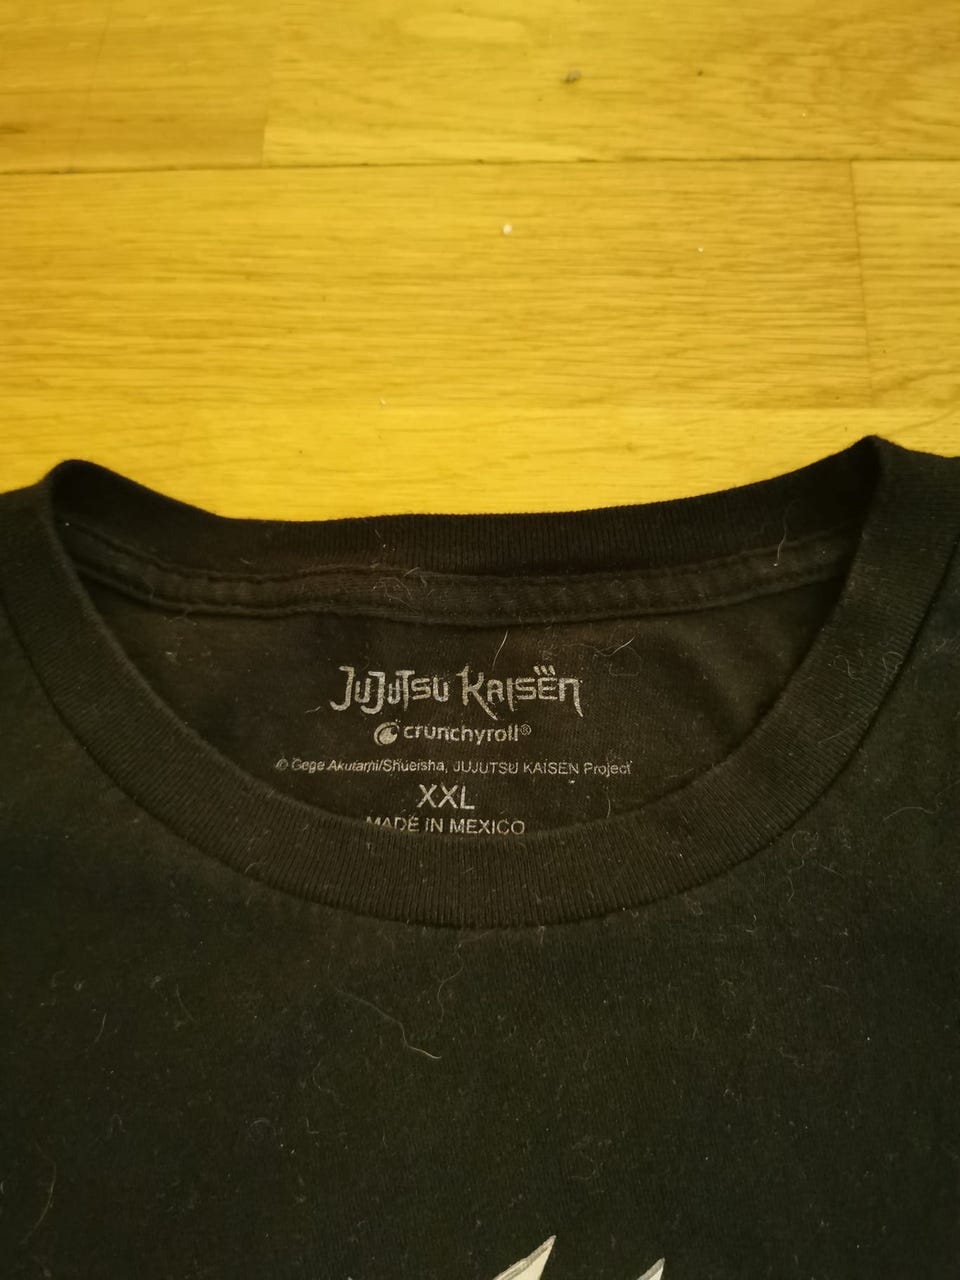 JUJUTSU KAISEN
crunchyroll®
© Gege Akutami/Shueisha, JUJUTSU KAISEN Project
XXL
MADE IN MEXICO